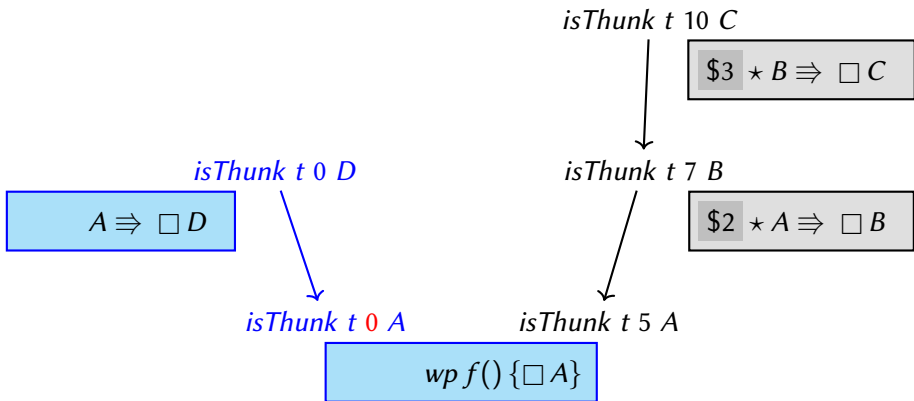 isThunk t 10 C
$3 ⋆ B ⇛ □ C
isThunk t 0 D
isThunk t 7 B
A ⇛ □ D
$2 ⋆ A ⇛ □ B
isThunk t 0 A
isThunk t 5 A
wp f() {□ A}